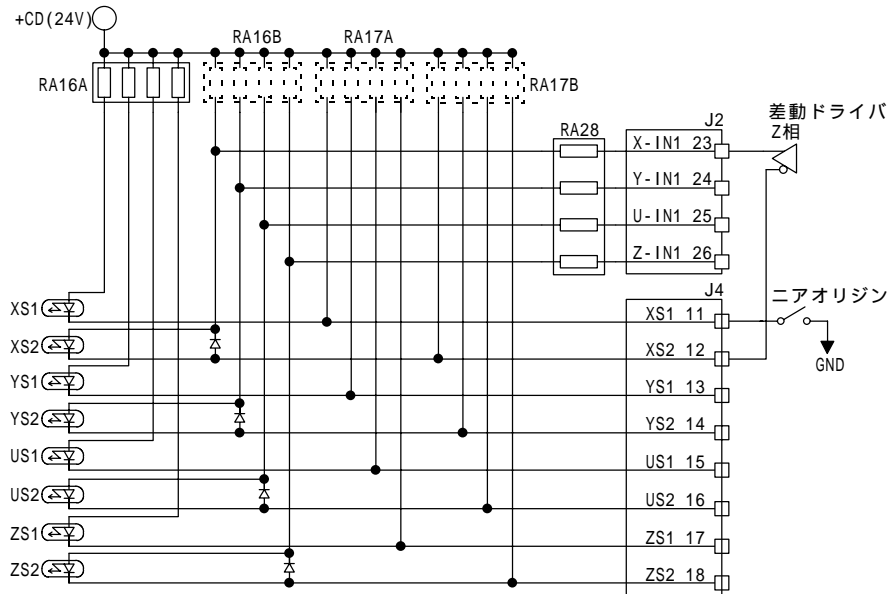 +CD(24V)
RA16A
RA16B
RA17A
RA17B
RA28
J2
差動ドライバ
Z相
X-IN1 23
Y-IN1 24
U-IN1 25
Z-IN1 26
J4
ニアオリジン
GND
XS1
XS1 11
XS2
XS2 12
YS1
YS1 13
YS2
YS2 14
US1
US1 15
US2
US2 16
ZS1
ZS1 17
ZS2
ZS2 18